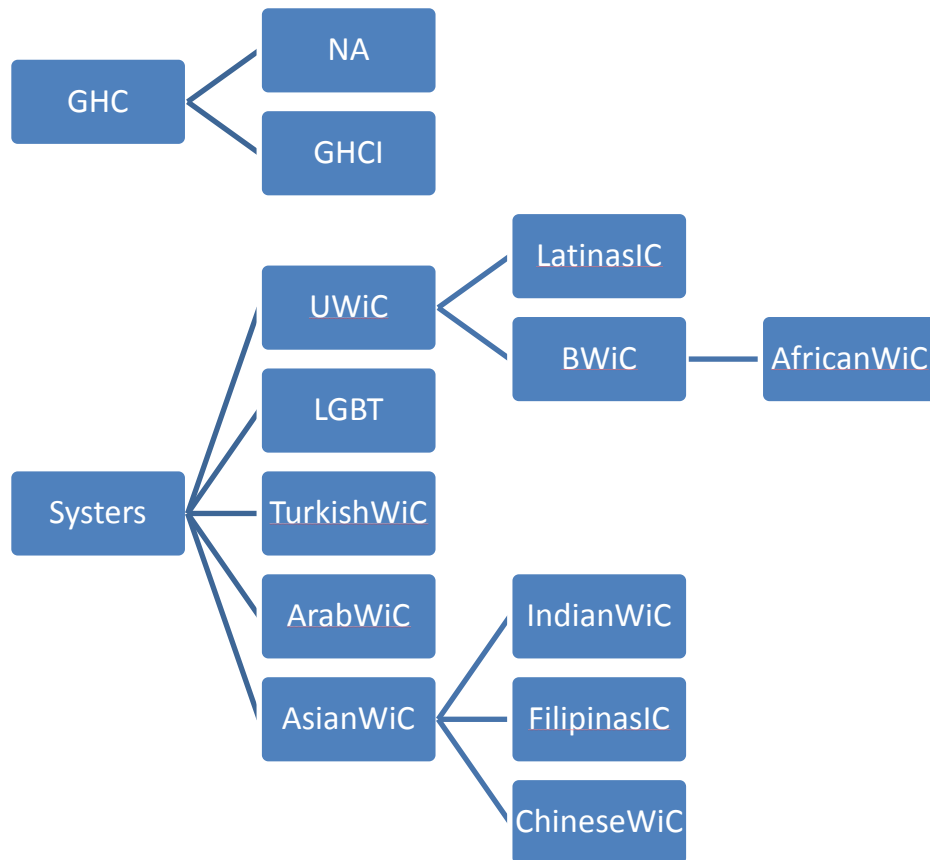 GHC
NA
GHCI
Systers
UWiC
LatinasIC
BWiC
AfricanWiC
LGBT
TurkishWiC
ArabWiC
AsianWiC
IndianWiC
FilipinasIC
ChineseWiC